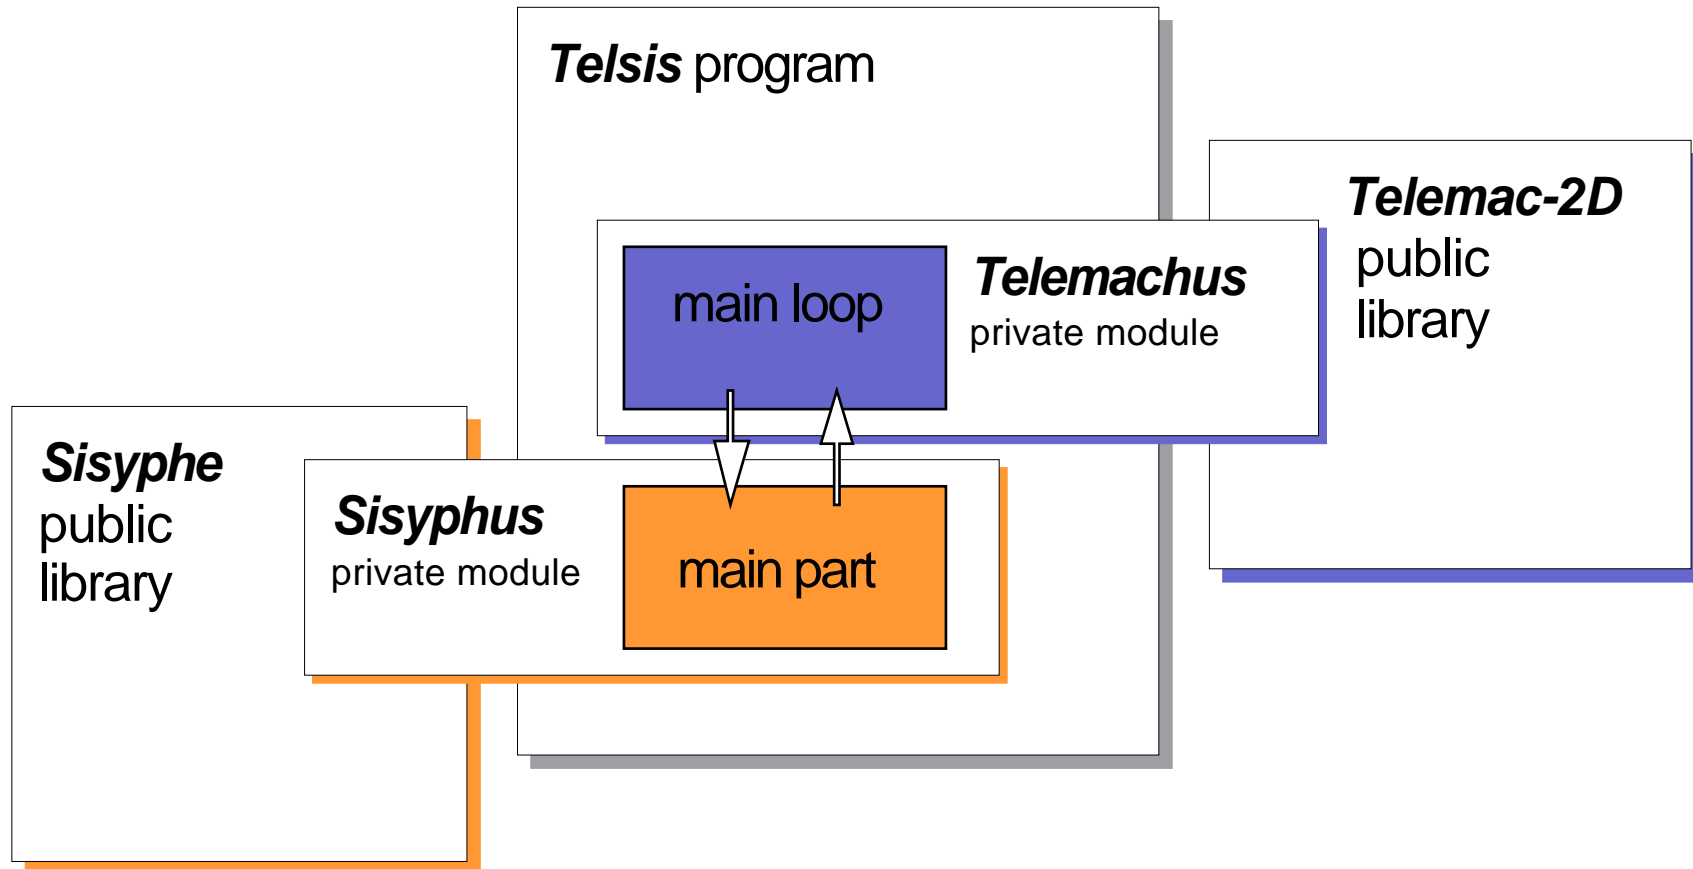 Telsis program
Telemac-2D
public
library
Telemachus
private module
main loop
Sisyphe
public
library
Sisyphus
private module
main part